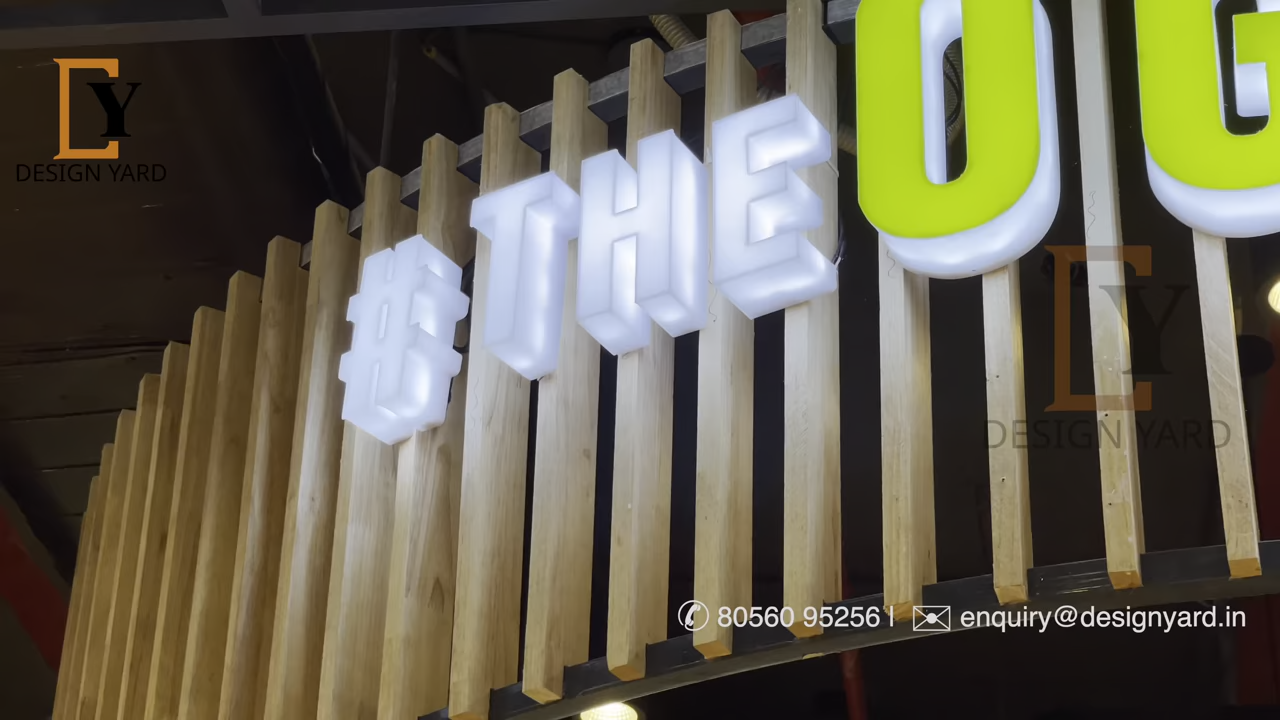 DY
DESIGN YARD
#THE OG
DY
DESIGN YARD
✆ 80560 95256 | ✉ enquiry@designyard.in